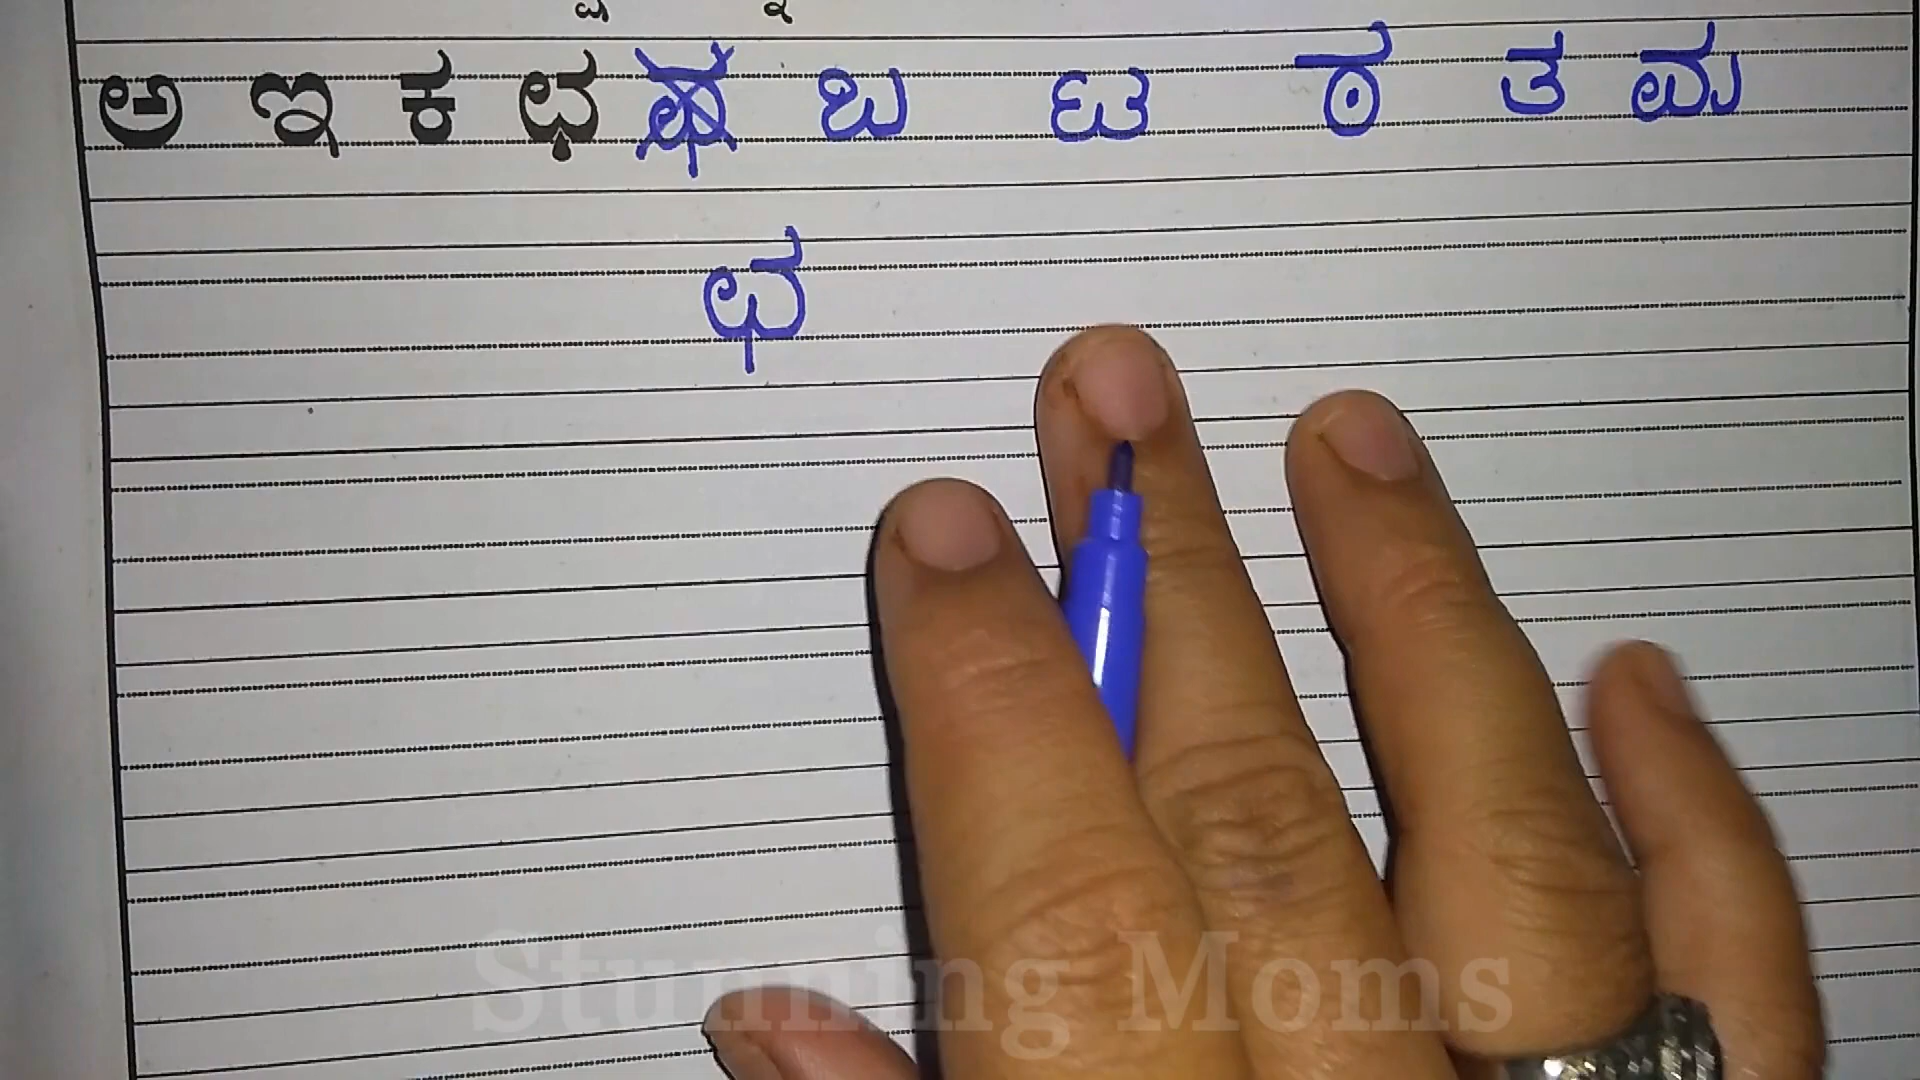 ಅ ಇ ಕ ಛ ಬ ಟ ಠ ತ ಮ
ಛ
Stunning Moms